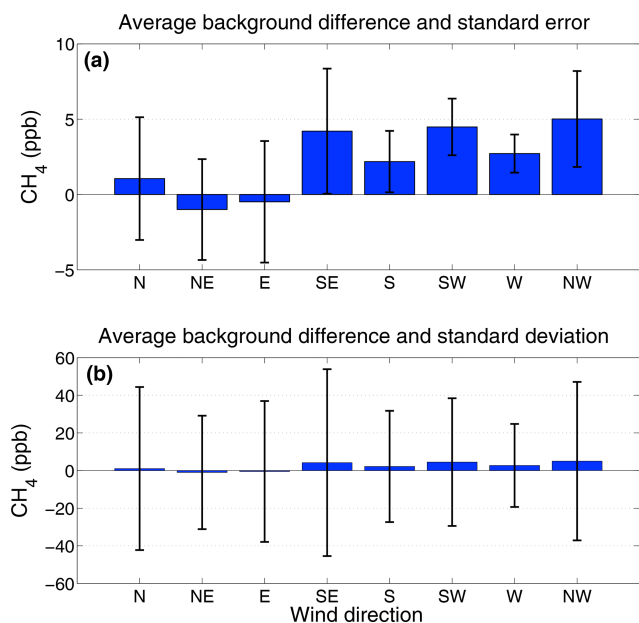 Average background difference and standard error
(a)
10
5
0
−5
CH4 (ppb)
N NE E SE S SW W NW
Average background difference and standard deviation
(b)
60
40
20
0
−20
−40
−60
CH4 (ppb)
N NE E SE S SW W NW
Wind direction